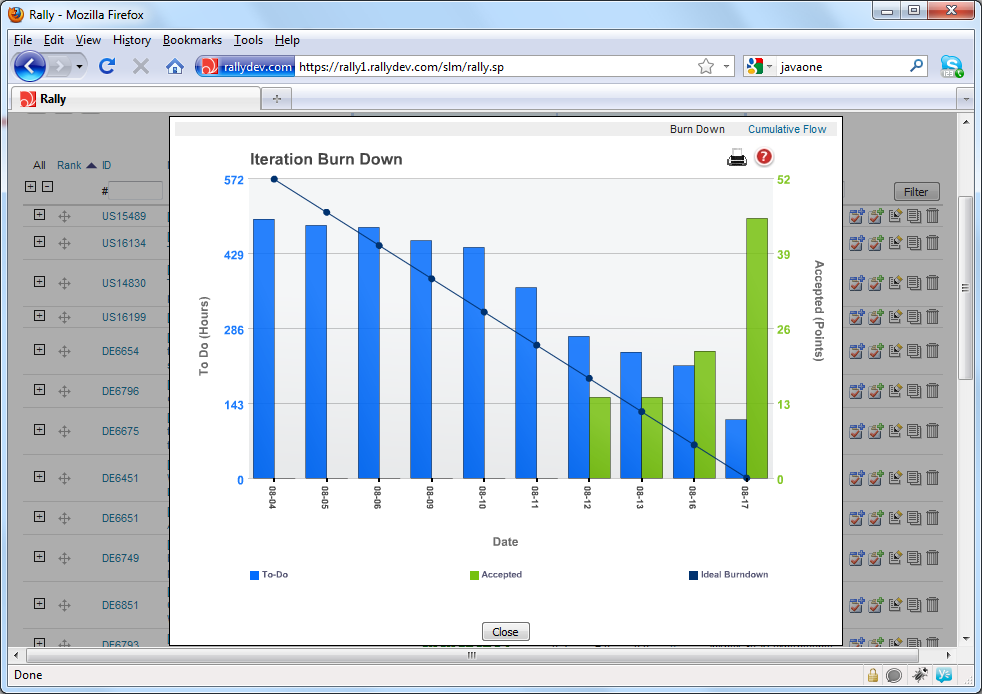 Rally - Mozilla Firefox
File Edit View History Bookmarks Tools Help
rallydev.com https://rally1.rallydev.com/slm/rally.sp
javaone
Rally
Burn Down Cumulative Flow
All Rank ID
#
Filter
US15489
US16134
US14830
US16199
DE6654
DE6796
DE6675
DE6451
DE6651
DE6749
DE6851
DE6793
Iteration Burn Down
572
429
286
143
0
To Do (Hours)
52
39
26
13
0
Accepted (Points)
08-04 08-05 08-06 08-09 08-10 08-11 08-12 08-13 08-16 08-17
Date
To-Do Accepted Ideal Burndown
Close
Done